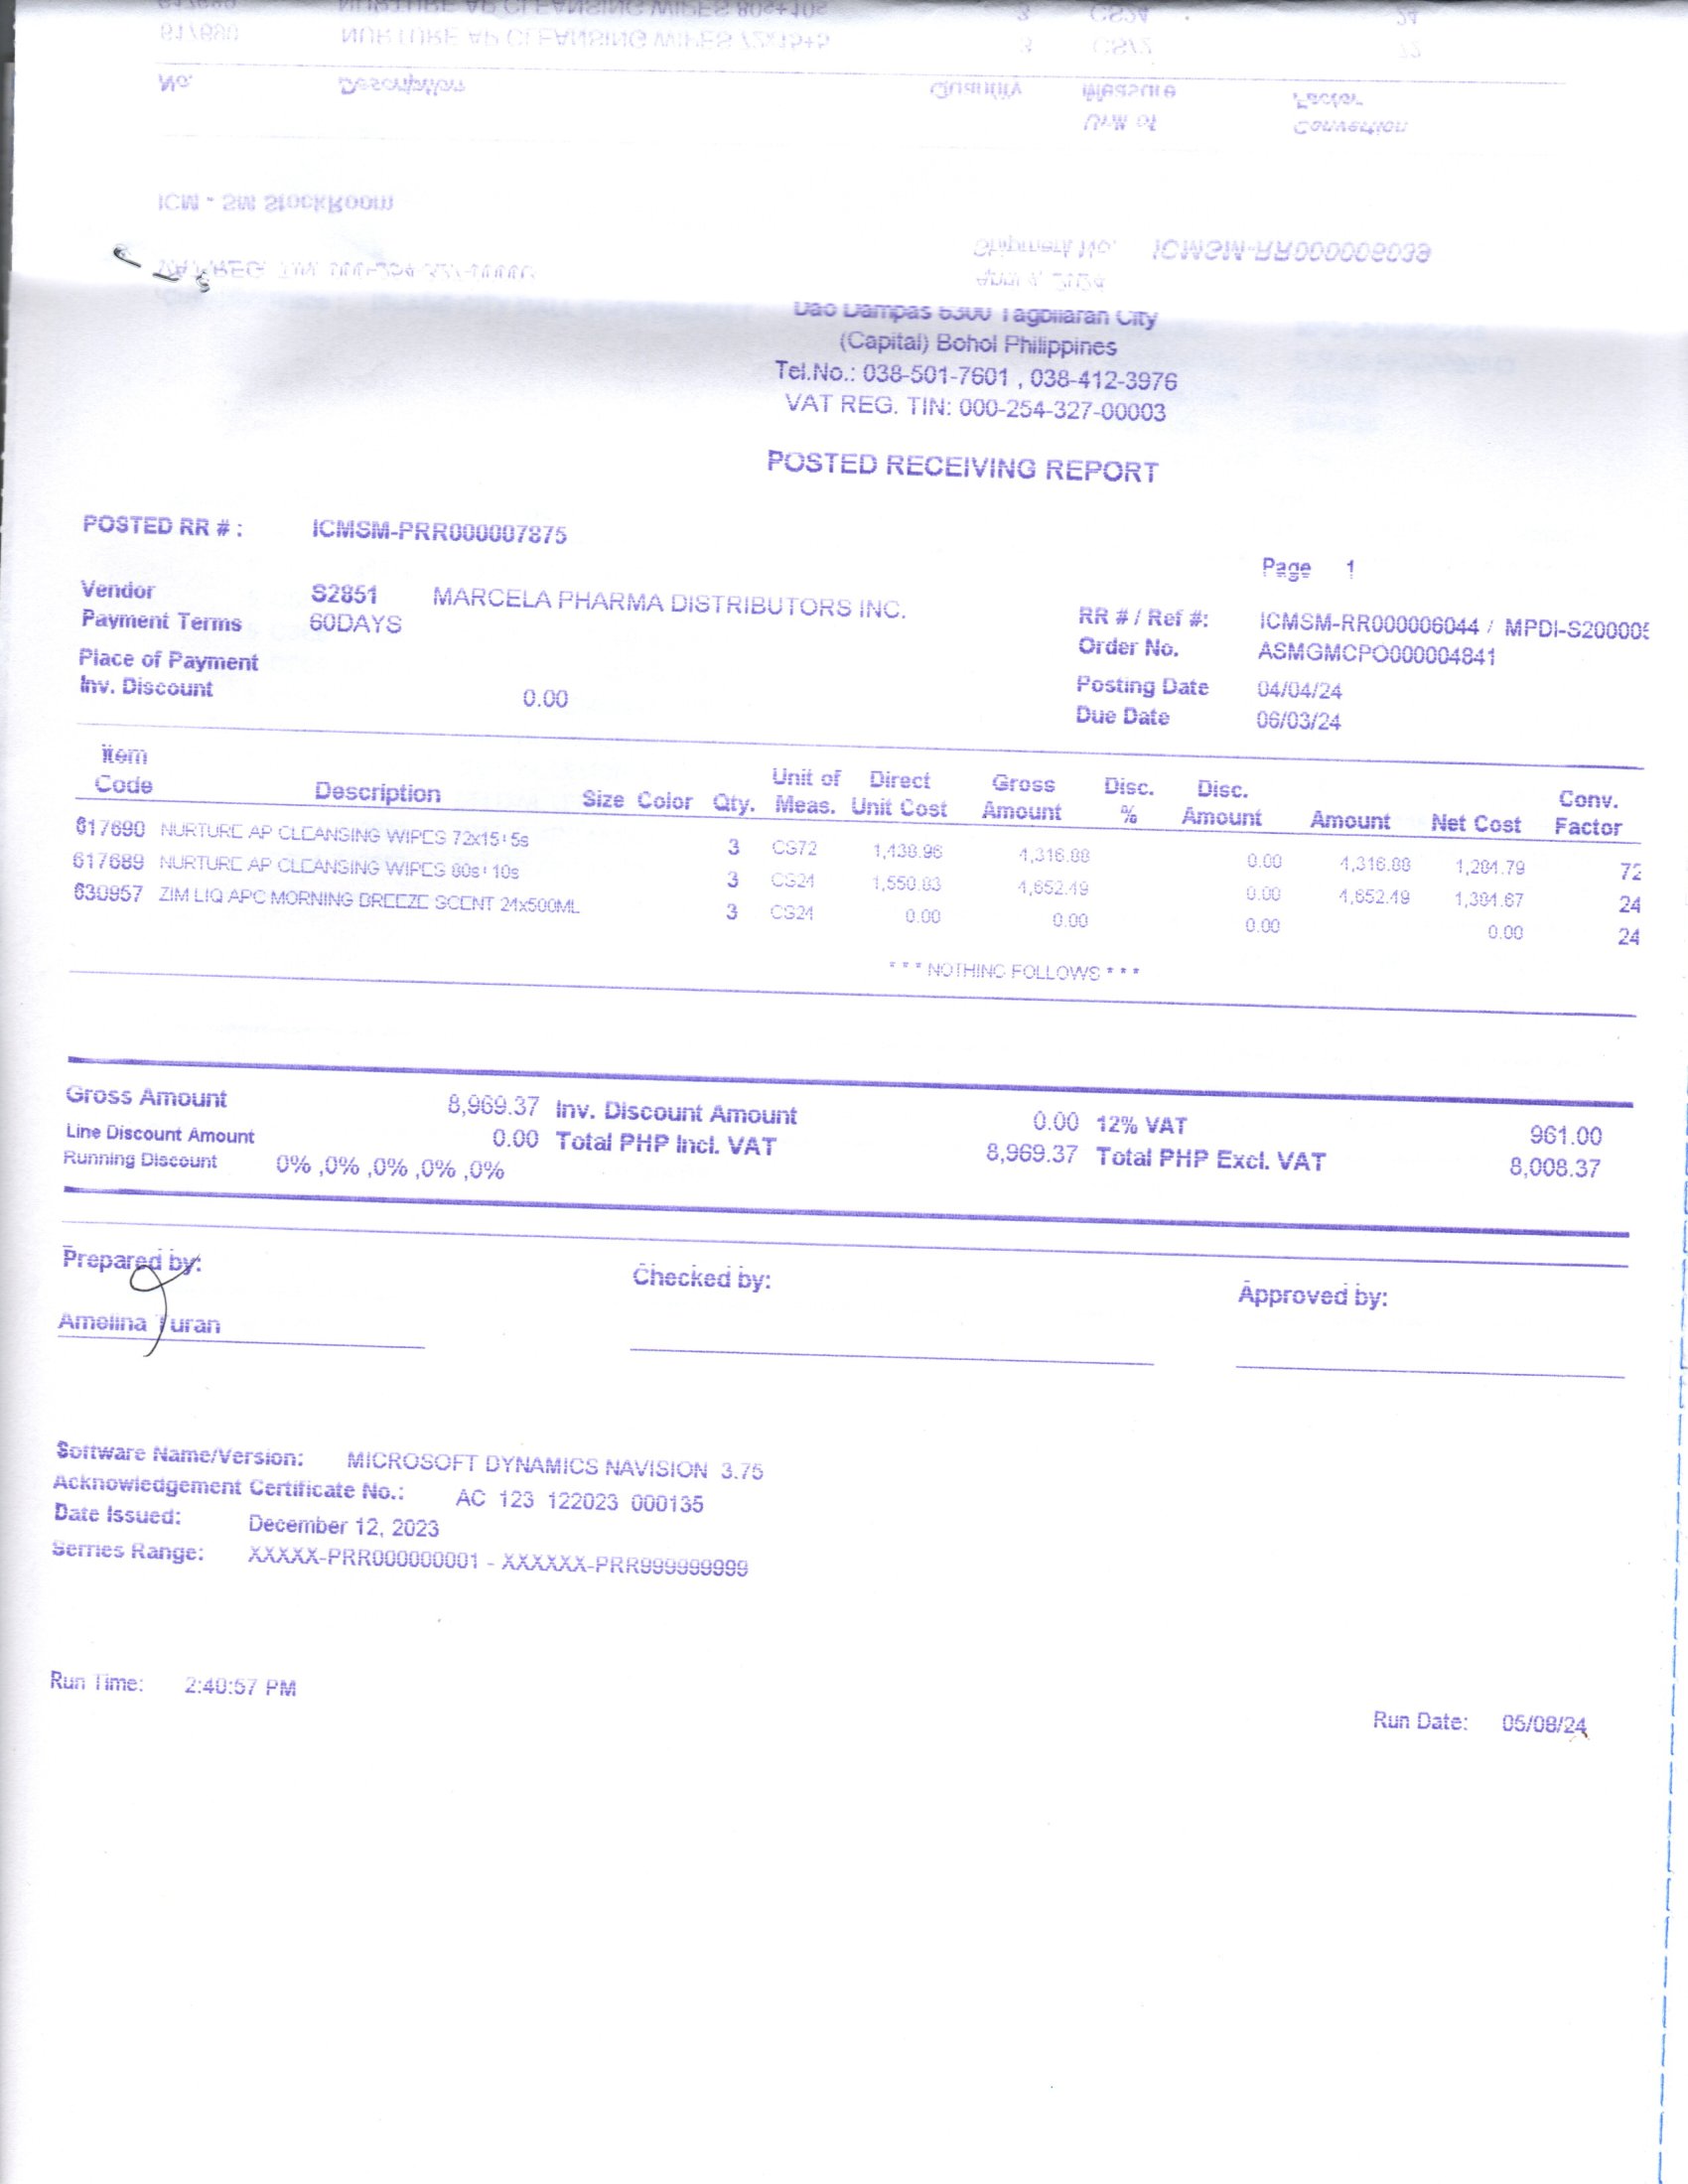 Dao Dampas 6300 Tagbilaran City
(Capital) Bohol Philippines
Tel.No.: 038-501-7601 , 038-412-3976
VAT REG. TIN: 000-254-327-00003
POSTED RECEIVING REPORT
POSTED RR # : ICMSM-PRR000007875
Page 1
Vendor S2851 MARCELA PHARMA DISTRIBUTORS INC.
RR # / Ref #: ICMSM-RR000006044 / MPDI-S20000
Payment Terms 60DAYS
Order No. ASMGMCPO000004841
Place of Payment
Posting Date 04/04/24
Inv. Discount 0.00
Due Date 06/03/24
Item Code Description Size Color Qty. Unit of Meas. Direct Unit Cost Gross Amount Disc. % Disc. Amount Amount Net Cost Conv. Factor
617690 NURTURE AP CLEANSING WIPES 72x15+5s 3 CS72 1,438.96 4,316.88 0.00 4,316.88 1,284.79 72
617689 NURTURE AP CLEANSING WIPES 80s+10s 3 CS24 1,550.83 4,652.49 0.00 4,652.49 1,384.67 24
630957 ZIM LIQ APC MORNING BREEZE SCENT 24x500ML 3 CS24 0.00 0.00 0.00 0.00 24
* * * NOTHING FOLLOWS * * *
Gross Amount 8,969.37 Inv. Discount Amount 0.00 12% VAT 961.00
Line Discount Amount 0.00 Total PHP Incl. VAT 8,969.37 Total PHP Excl. VAT 8,008.37
Running Discount 0% ,0% ,0% ,0% ,0%
Prepared by: Checked by: Approved by:
Amelina Turan
Software Name/Version: MICROSOFT DYNAMICS NAVISION 3.75
Acknowledgement Certificate No.: AC 123 122023 000135
Date Issued: December 12, 2023
Serries Range: XXXXX-PRR000000001 - XXXXXX-PRR999999999
Run Time: 2:40:57 PM
Run Date: 05/08/24